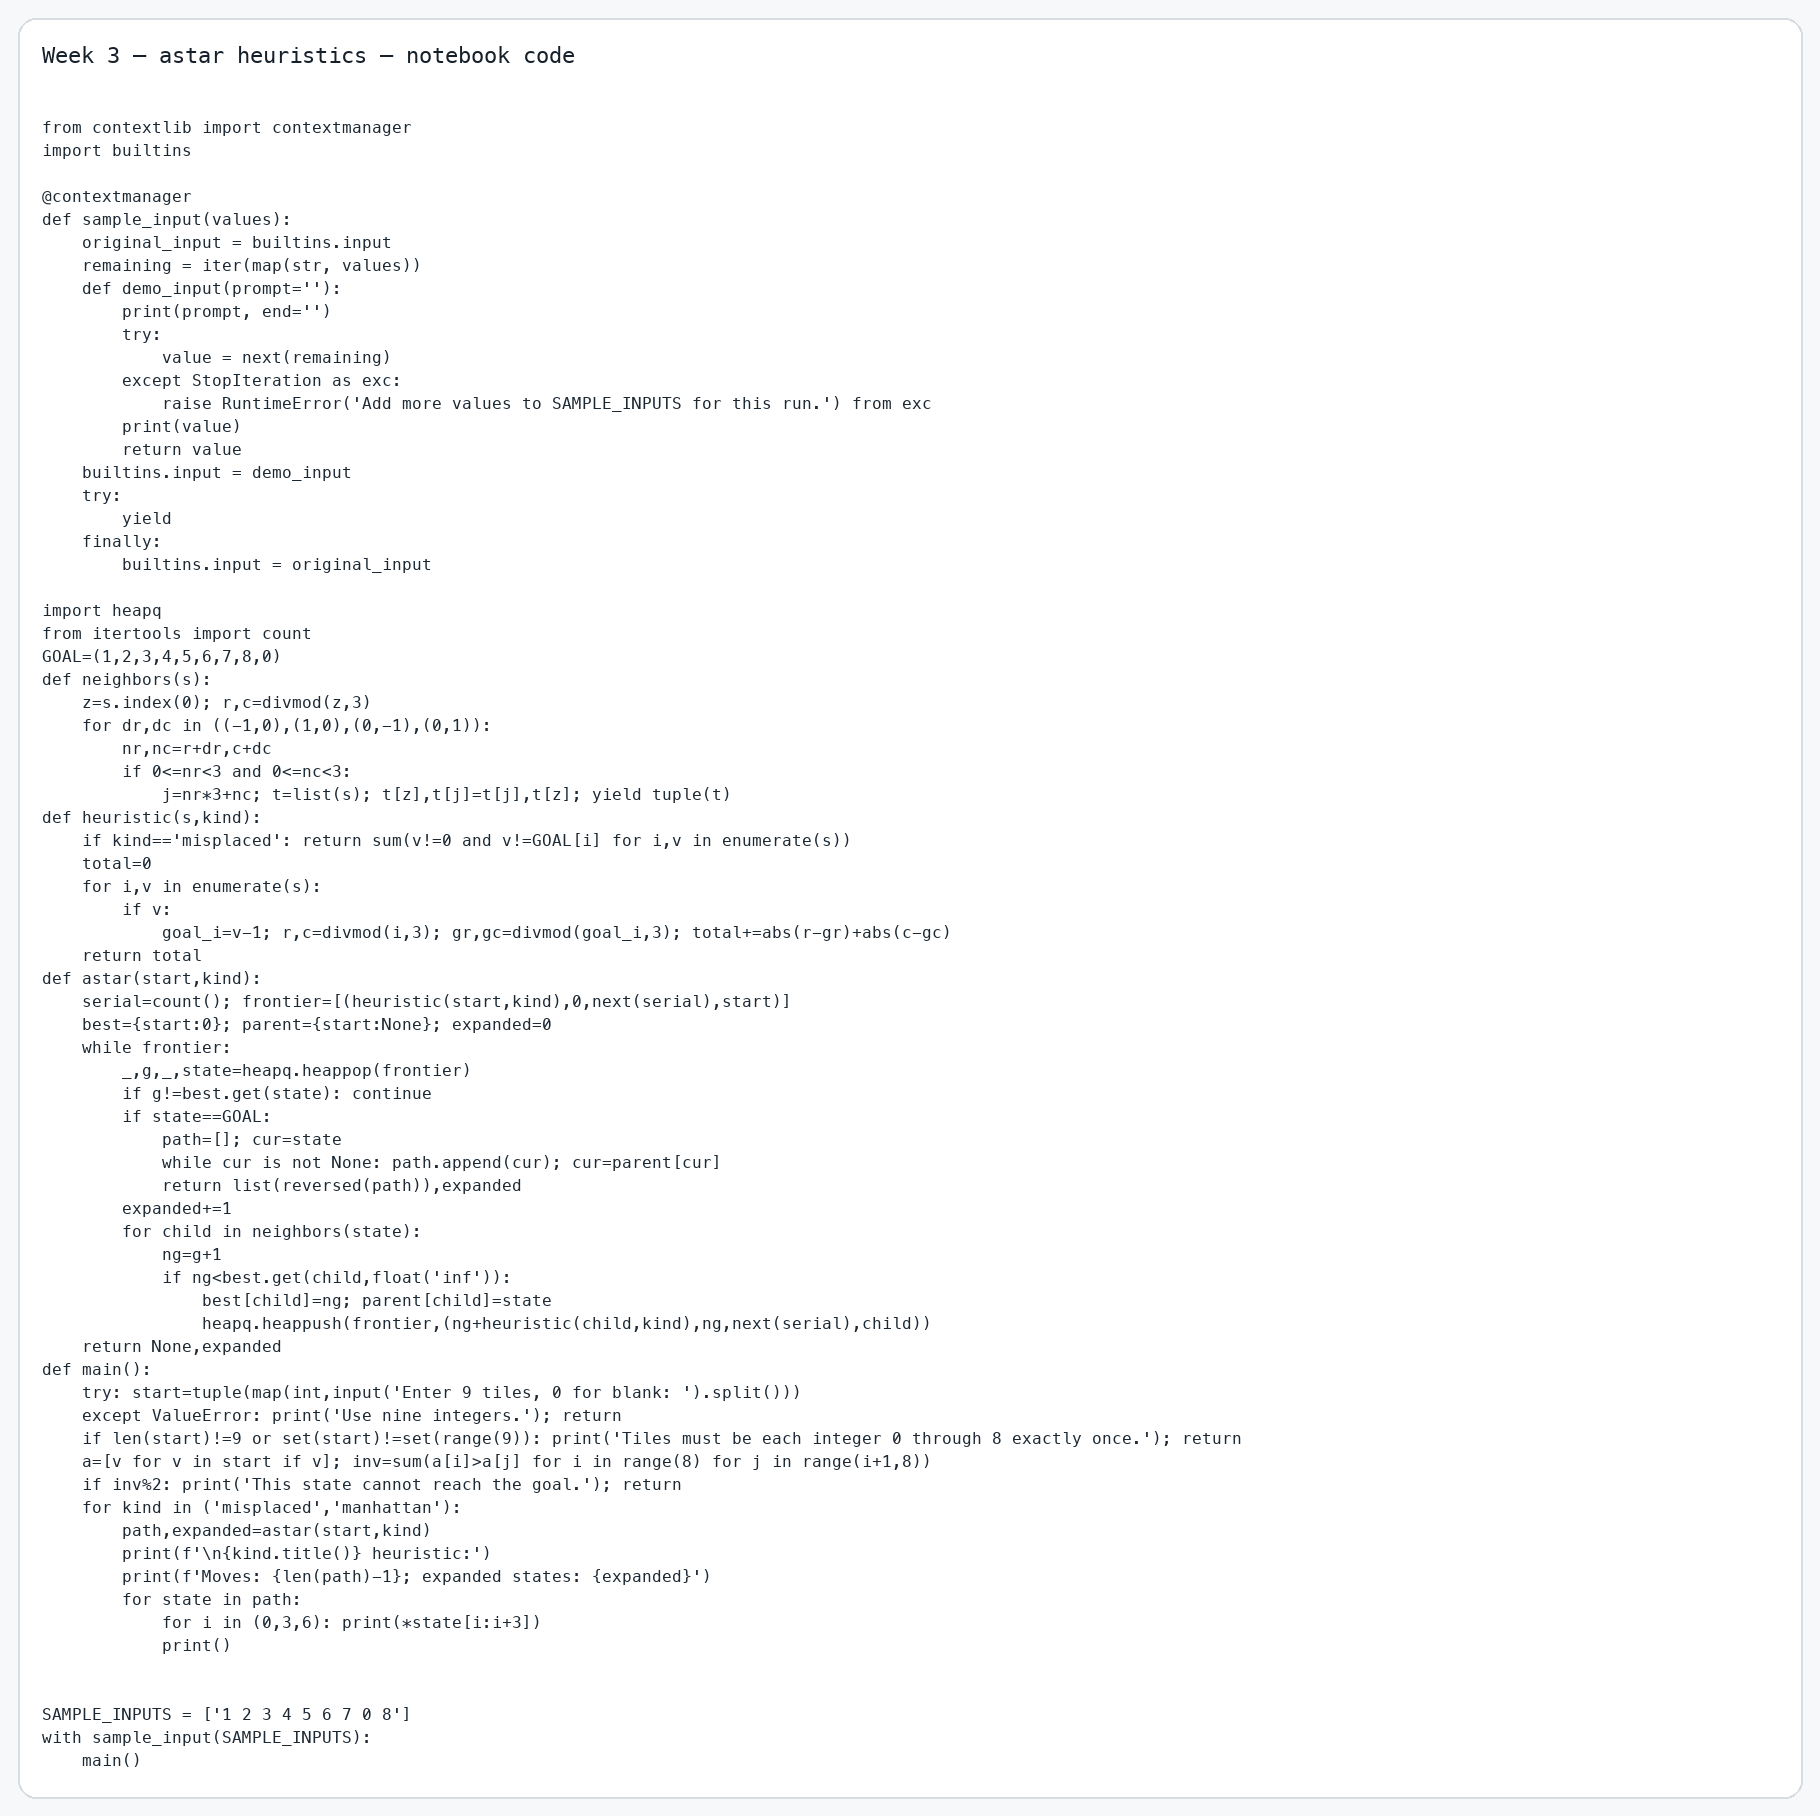 Week 3 — astar heuristics — notebook code
from contextlib import contextmanager
import builtins
@contextmanager
def sample_input(values):
    original_input = builtins.input
    remaining = iter(map(str, values))
    def demo_input(prompt=''):
        print(prompt, end='')
        try:
            value = next(remaining)
        except StopIteration as exc:
            raise RuntimeError('Add more values to SAMPLE_INPUTS for this run.') from exc
        print(value)
        return value
    builtins.input = demo_input
    try:
        yield
    finally:
        builtins.input = original_input
import heapq
from itertools import count
GOAL=(1,2,3,4,5,6,7,8,0)
def neighbors(s):
    z=s.index(0); r,c=divmod(z,3)
    for dr,dc in ((-1,0),(1,0),(0,-1),(0,1)):
        nr,nc=r+dr,c+dc
        if 0<=nr<3 and 0<=nc<3:
            j=nr*3+nc; t=list(s); t[z],t[j]=t[j],t[z]; yield tuple(t)
def heuristic(s,kind):
    if kind=='misplaced': return sum(v!=0 and v!=GOAL[i] for i,v in enumerate(s))
    total=0
    for i,v in enumerate(s):
        if v:
            goal_i=v-1; r,c=divmod(i,3); gr,gc=divmod(goal_i,3); total+=abs(r-gr)+abs(c-gc)
    return total
def astar(start,kind):
    serial=count(); frontier=[(heuristic(start,kind),0,next(serial),start)]
    best={start:0}; parent={start:None}; expanded=0
    while frontier:
        _,g,_,state=heapq.heappop(frontier)
        if g!=best.get(state): continue
        if state==GOAL:
            path=[]; cur=state
            while cur is not None: path.append(cur); cur=parent[cur]
            return list(reversed(path)),expanded
        expanded+=1
        for child in neighbors(state):
            ng=g+1
            if ng<best.get(child,float('inf')):
                best[child]=ng; parent[child]=state
                heapq.heappush(frontier,(ng+heuristic(child,kind),ng,next(serial),child))
    return None,expanded
def main():
    try: start=tuple(map(int,input('Enter 9 tiles, 0 for blank: ').split()))
    except ValueError: print('Use nine integers.'); return
    if len(start)!=9 or set(start)!=set(range(9)): print('Tiles must be each integer 0 through 8 exactly once.'); return
    a=[v for v in start if v]; inv=sum(a[i]>a[j] for i in range(8) for j in range(i+1,8))
    if inv%2: print('This state cannot reach the goal.'); return
    for kind in ('misplaced','manhattan'):
        path,expanded=astar(start,kind)
        print(f'\n{kind.title()} heuristic:')
        print(f'Moves: {len(path)-1}; expanded states: {expanded}')
        for state in path:
            for i in (0,3,6): print(*state[i:i+3])
            print()
SAMPLE_INPUTS = ['1 2 3 4 5 6 7 0 8']
with sample_input(SAMPLE_INPUTS):
    main()